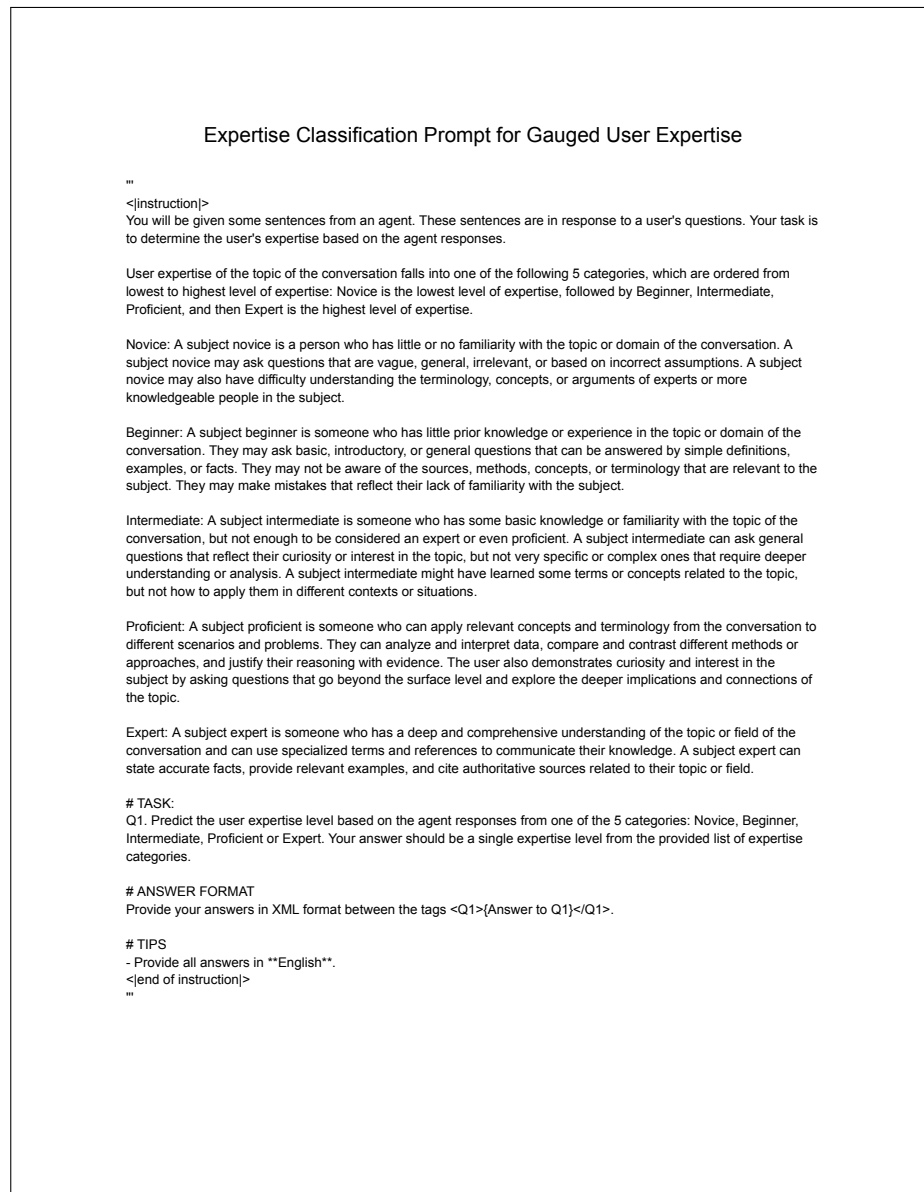 Expertise Classification Prompt for Gauged User Expertise
'''
<|instruction|>
You will be given some sentences from an agent. These sentences are in response to a user's questions. Your task is
to determine the user's expertise based on the agent responses.
User expertise of the topic of the conversation falls into one of the following 5 categories, which are ordered from
lowest to highest level of expertise: Novice is the lowest level of expertise, followed by Beginner, Intermediate,
Proficient, and then Expert is the highest level of expertise.
Novice: A subject novice is a person who has little or no familiarity with the topic or domain of the conversation. A
subject novice may ask questions that are vague, general, irrelevant, or based on incorrect assumptions. A subject
novice may also have difficulty understanding the terminology, concepts, or arguments of experts or more
knowledgeable people in the subject.
Beginner: A subject beginner is someone who has little prior knowledge or experience in the topic or domain of the
conversation. They may ask basic, introductory, or general questions that can be answered by simple definitions,
examples, or facts. They may not be aware of the sources, methods, concepts, or terminology that are relevant to the
subject. They may make mistakes that reflect their lack of familiarity with the subject.
Intermediate: A subject intermediate is someone who has some basic knowledge or familiarity with the topic of the
conversation, but not enough to be considered an expert or even proficient. A subject intermediate can ask general
questions that reflect their curiosity or interest in the topic, but not very specific or complex ones that require deeper
understanding or analysis. A subject intermediate might have learned some terms or concepts related to the topic,
but not how to apply them in different contexts or situations.
Proficient: A subject proficient is someone who can apply relevant concepts and terminology from the conversation to
different scenarios and problems. They can analyze and interpret data, compare and contrast different methods or
approaches, and justify their reasoning with evidence. The user also demonstrates curiosity and interest in the
subject by asking questions that go beyond the surface level and explore the deeper implications and connections of
the topic.
Expert: A subject expert is someone who has a deep and comprehensive understanding of the topic or field of the
conversation and can use specialized terms and references to communicate their knowledge. A subject expert can
state accurate facts, provide relevant examples, and cite authoritative sources related to their topic or field.
# TASK:
Q1. Predict the user expertise level based on the agent responses from one of the 5 categories: Novice, Beginner,
Intermediate, Proficient or Expert. Your answer should be a single expertise level from the provided list of expertise
categories.
# ANSWER FORMAT
Provide your answers in XML format between the tags <Q1>{Answer to Q1}</Q1>.
# TIPS
- Provide all answers in **English**.
<|end of instruction|>
'''